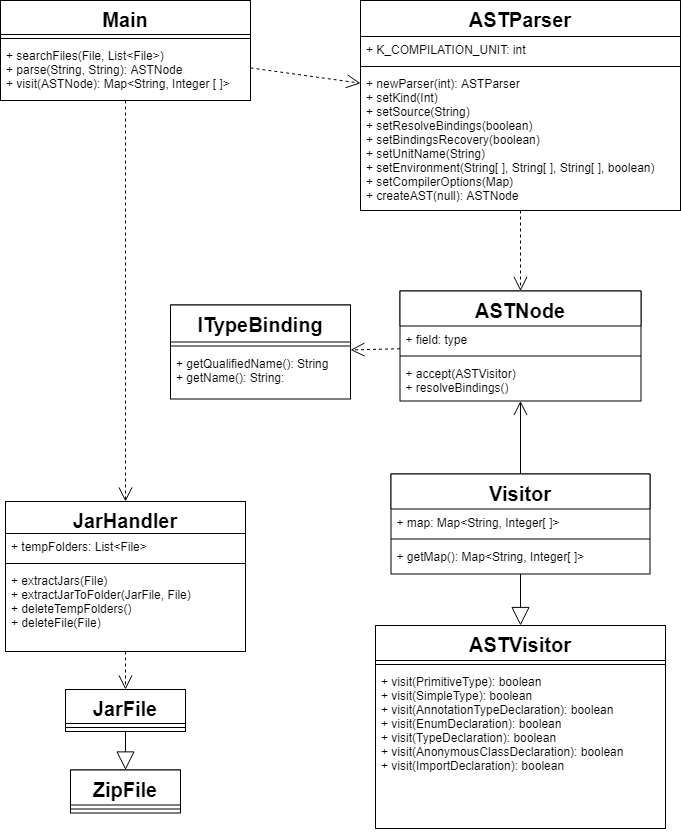 Main
+ searchFiles(File, List<File>)
+ parse(String, String): ASTNode
+ visit(ASTNode): Map<String, Integer [ ]>
ASTParser
+ K_COMPILATION_UNIT: int
+ newParser(int): ASTParser
+ setKind(Int)
+ setSource(String)
+ setResolveBindings(boolean)
+ setBindingsRecovery(boolean)
+ setUnitName(String)
+ setEnvironment(String[ ], String[ ], String[ ], boolean)
+ setCompilerOptions(Map)
+ createAST(null): ASTNode
ITypeBinding
+ getQualifiedName(): String
+ getName(): String:
ASTNode
+ field: type
+ accept(ASTVisitor)
+ resolveBindings()
Visitor
+ map: Map<String, Integer[ ]>
+ getMap(): Map<String, Integer[ ]>
JarHandler
+ tempFolders: List<File>
+ extractJars(File)
+ extractJarToFolder(JarFile, File)
+ deleteTempFolders()
+ deleteFile(File)
ASTVisitor
+ visit(PrimitiveType): boolean
+ visit(SimpleType): boolean
+ visit(AnnotationTypeDeclaration): boolean
+ visit(EnumDeclaration): boolean
+ visit(TypeDeclaration): boolean
+ visit(AnonymousClassDeclaration): boolean
+ visit(ImportDeclaration): boolean
JarFile
ZipFile